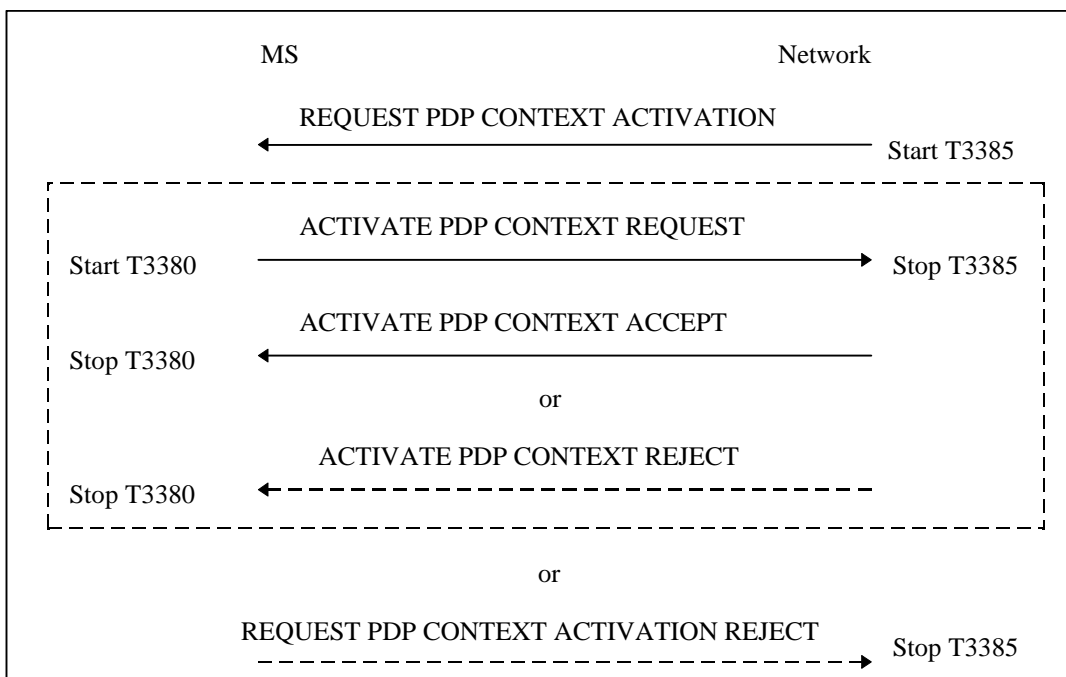 MS Network
REQUEST PDP CONTEXT ACTIVATION
Start T3385
ACTIVATE PDP CONTEXT REQUEST
Start T3380 Stop T3385
ACTIVATE PDP CONTEXT ACCEPT
Stop T3380
or
ACTIVATE PDP CONTEXT REJECT
Stop T3380
or
REQUEST PDP CONTEXT ACTIVATION REJECT
Stop T3385